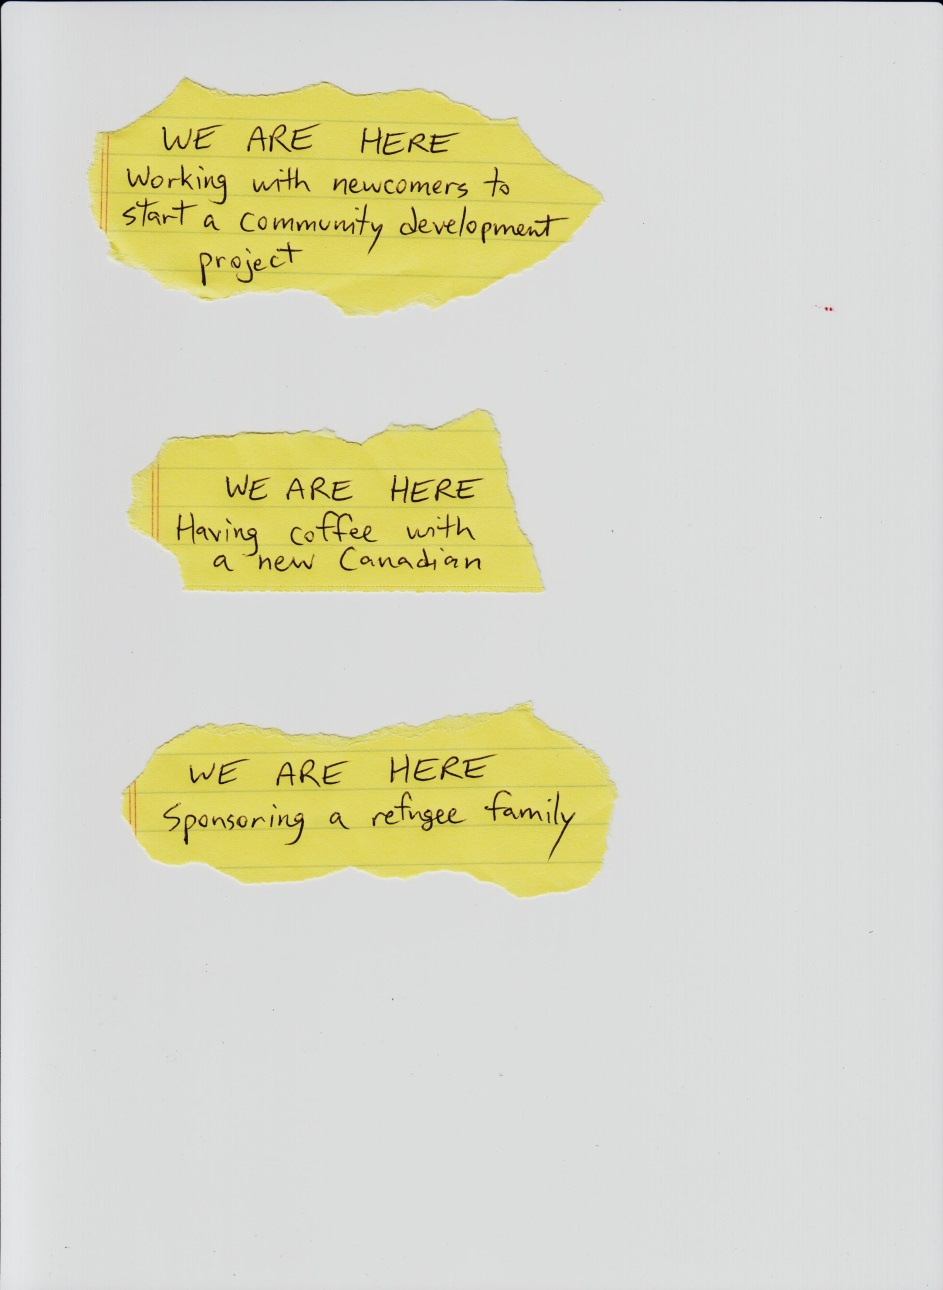 WE ARE HERE
Working with newcomers to
start a community development
project
WE ARE HERE
Having coffee with
a new Canadian
WE ARE HERE
Sponsoring a refugee family